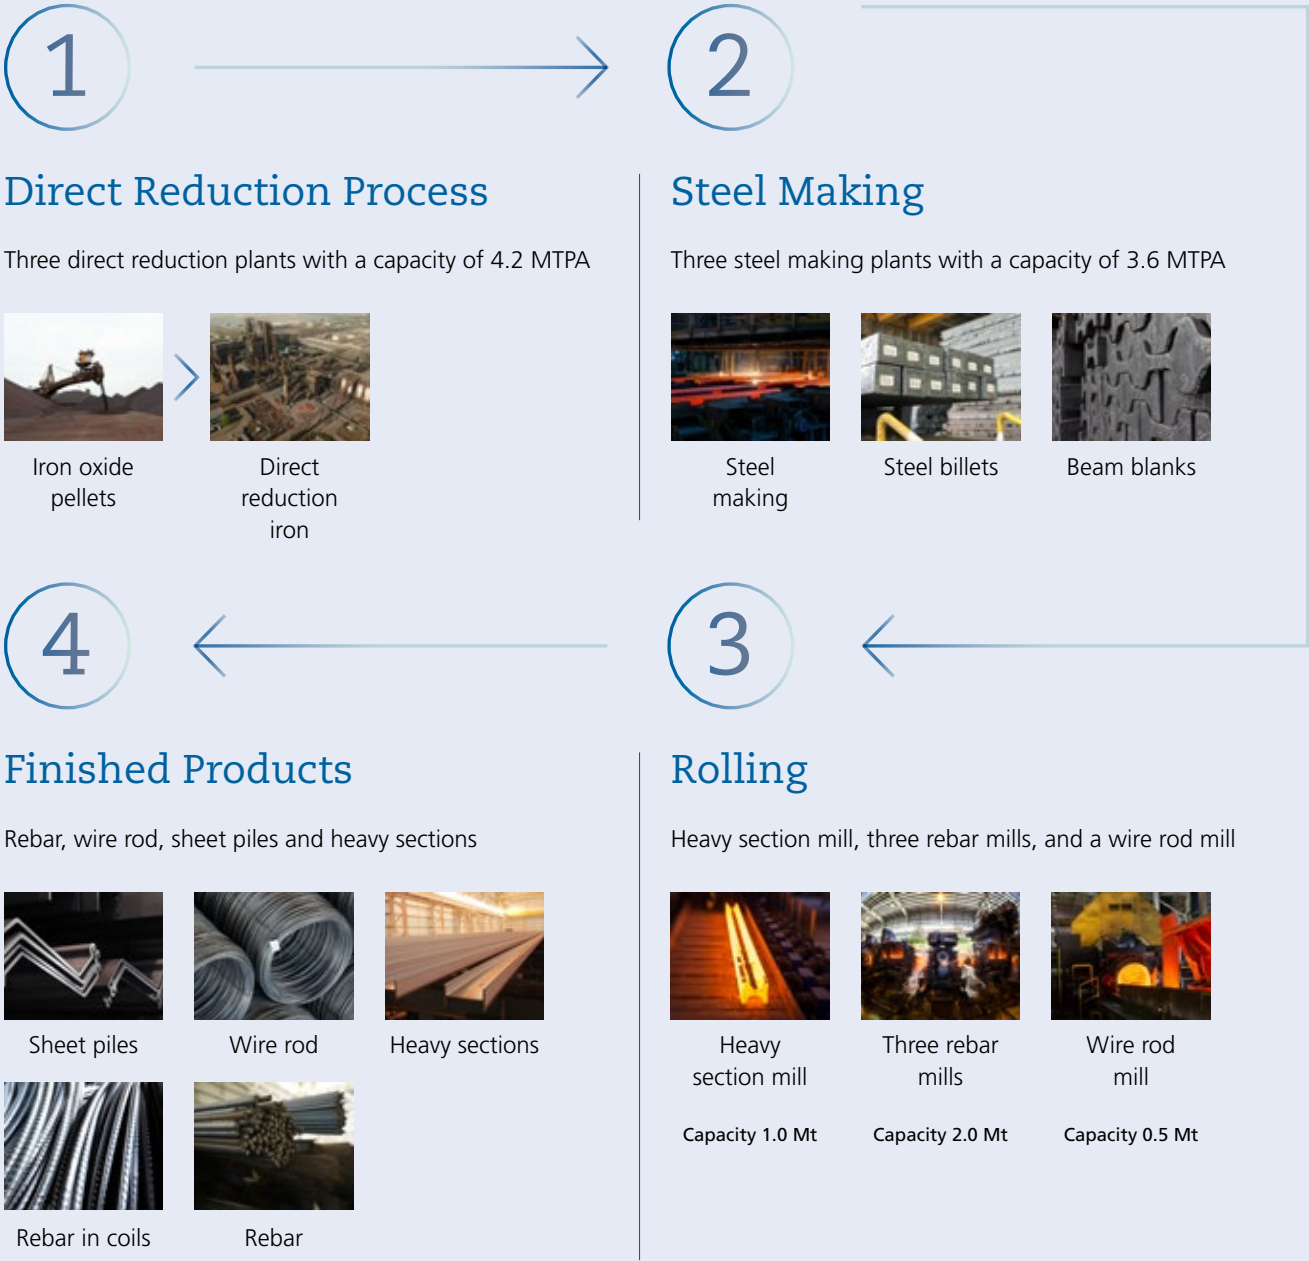 1
2
Direct Reduction Process
Three direct reduction plants with a capacity of 4.2 MTPA
Iron oxide
pellets
Direct
reduction
iron
Steel Making
Three steel making plants with a capacity of 3.6 MTPA
Steel
making
Steel billets
Beam blanks
4
3
Finished Products
Rebar, wire rod, sheet piles and heavy sections
Sheet piles
Wire rod
Heavy sections
Rebar in coils
Rebar
Rolling
Heavy section mill, three rebar mills, and a wire rod mill
Heavy
section mill
Capacity 1.0 Mt
Three rebar
mills
Capacity 2.0 Mt
Wire rod
mill
Capacity 0.5 Mt